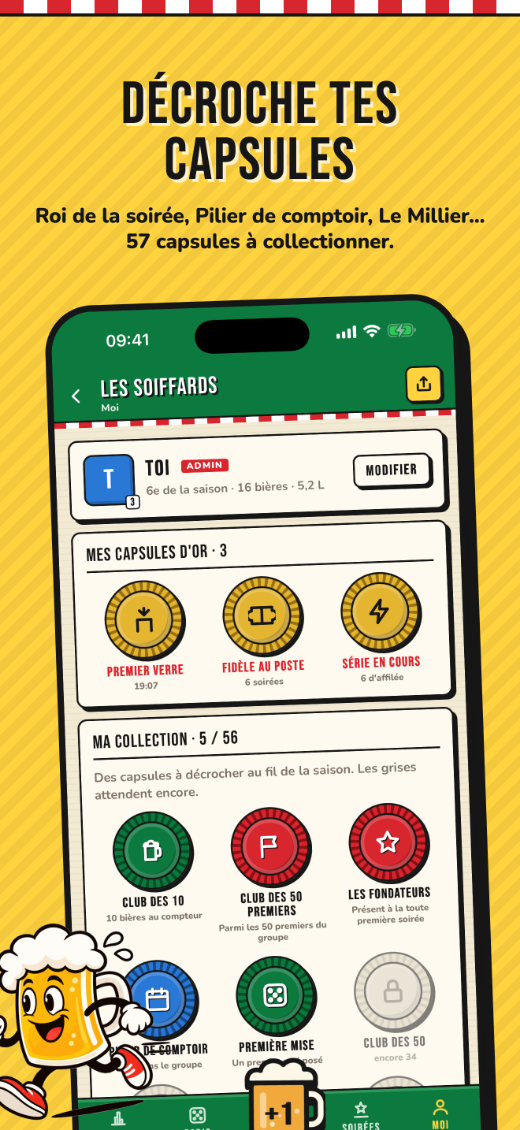 DÉCROCHE TES
CAPSULES
Roi de la soirée, Pilier de comptoir, Le Millier...
57 capsules à collectionner.
09:41
LES SOIFFARDS
Moi
T
3
TOI ADMIN
6e de la saison · 16 bières · 5,2 L
MODIFIER
MES CAPSULES D'OR · 3
PREMIER VERRE
19:07
FIDÈLE AU POSTE
6 soirées
SÉRIE EN COURS
6 d'affilée
MA COLLECTION · 5 / 56
Des capsules à décrocher au fil de la saison. Les grises
attendent encore.
CLUB DES 10
10 bières au compteur
CLUB DES 50
PREMIERS
Parmi les 50 premiers du
groupe
LES FONDATEURS
Présent à la toute
première soirée
DE COMPTOIR
le groupe
PREMIÈRE MISE
Un
CLUB DES 50
encore 34
+1
SOIRÉES
MOI